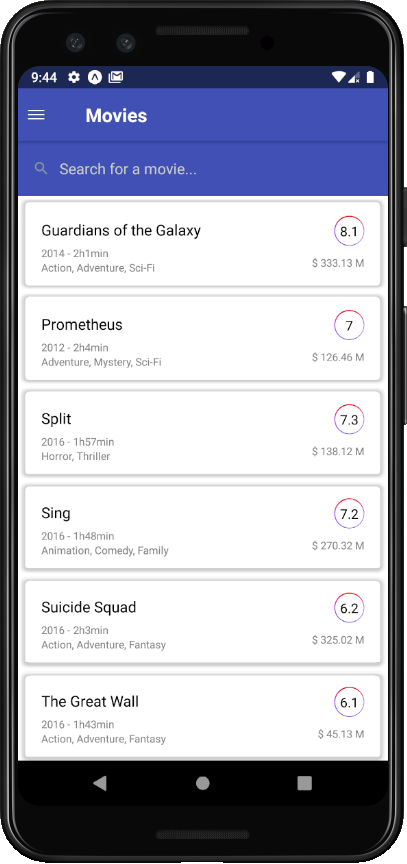 9:44
Movies
Search for a movie...
Guardians of the Galaxy
8.1
2014 - 2h1min
Action, Adventure, Sci-Fi
$ 333.13 M
Prometheus
7
2012 - 2h4min
Adventure, Mystery, Sci-Fi
$ 126.46 M
Split
7.3
2016 - 1h57min
Horror, Thriller
$ 138.12 M
Sing
7.2
2016 - 1h48min
Animation, Comedy, Family
$ 270.32 M
Suicide Squad
6.2
2016 - 2h3min
Action, Adventure, Fantasy
$ 325.02 M
The Great Wall
6.1
2016 - 1h43min
Action, Adventure, Fantasy
$ 45.13 M